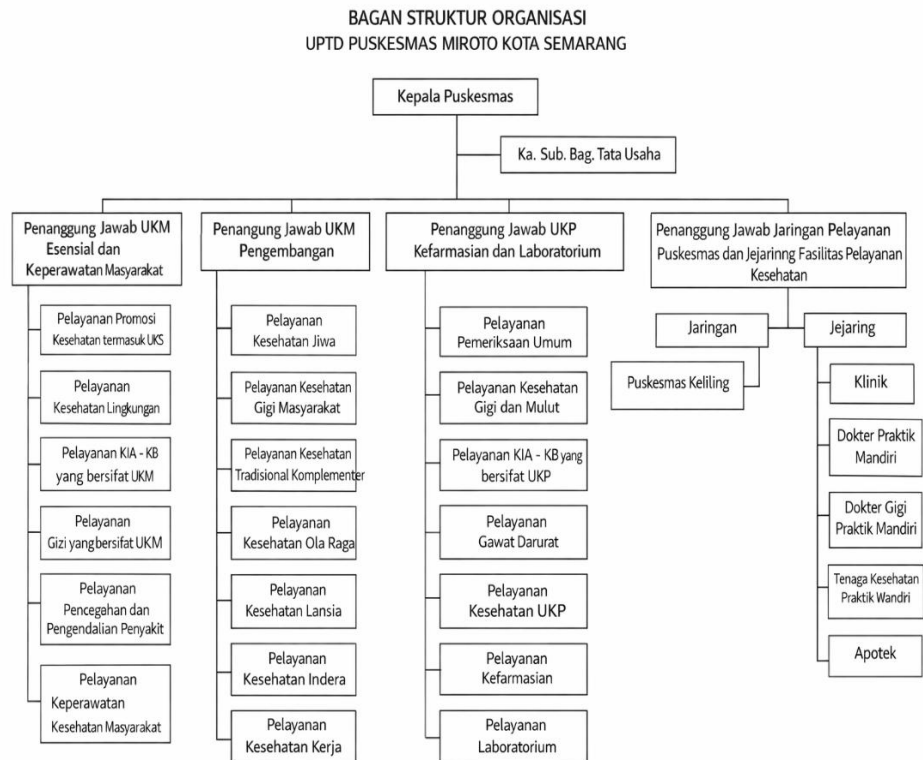 BAGAN STRUKTUR ORGANISASI
UPTD PUSKESMAS MIROTO KOTA SEMARANG
Kepala Puskesmas
Ka. Sub. Bag. Tata Usaha
Penanggung Jawab UKM
Esensial dan
Keperawatan Masyarakat
Pelayanan Promosi
Kesehatan termasuk UKS
Pelayanan
Kesehatan Lingkungan
Pelayanan KIA - KB
yang bersifat UKM
Pelayanan
Gizi yang bersifat UKM
Pelayanan
Pencegahan dan
Pengendalian Penyakit
Pelayanan
Keperawatan
Kesehatan Masyarakat
Penangung Jawab UKM
Pengembangan
Pelayanan
Kesehatan Jiwa
Pelayanan Kesehatan
Gigi Masyarakat
Pelayanan Kesehatan
Tradisional Komplementer
Pelayanan
Kesehatan Ola Raga
Pelayanan
Kesehatan Lansia
Pelayanan
Kesehatan Indera
Pelayanan
Kesehatan Kerja
Penanggung Jawab UKP
Kefarmasian dan Laboratorium
Pelayanan
Pemeriksaan Umum
Pelayanan Kesehatan
Gigi dan Mulut
Pelayanan KIA - KB yang
bersifat UKP
Pelayanan
Gawat Darurat
Pelayanan
Kesehatan UKP
Pelayanan
Kefarmasian
Pelayanan
Laboratorium
Penanggung Jawab Jaringan Pelayanan
Puskesmas dan Jejarinng Fasilitas Pelayanan
Kesehatan
Jaringan
Puskesmas Keliling
Jejaring
Klinik
Dokter Praktik
Mandiri
Dokter Gigi
Praktik Mandiri
Tenaga Kesehatan
Praktik Wandiri
Apotek